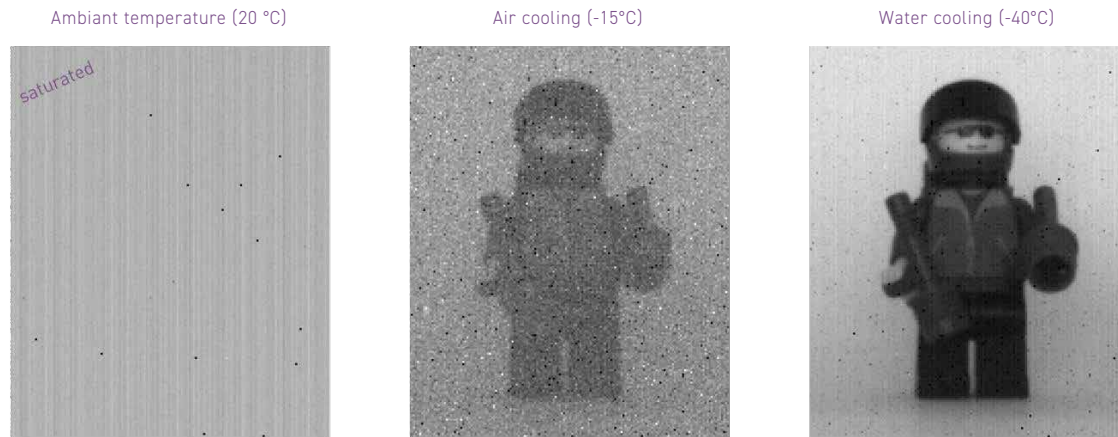 Ambiant temperature (20 °C)
Air cooling (-15°C)
Water cooling (-40°C)
saturated